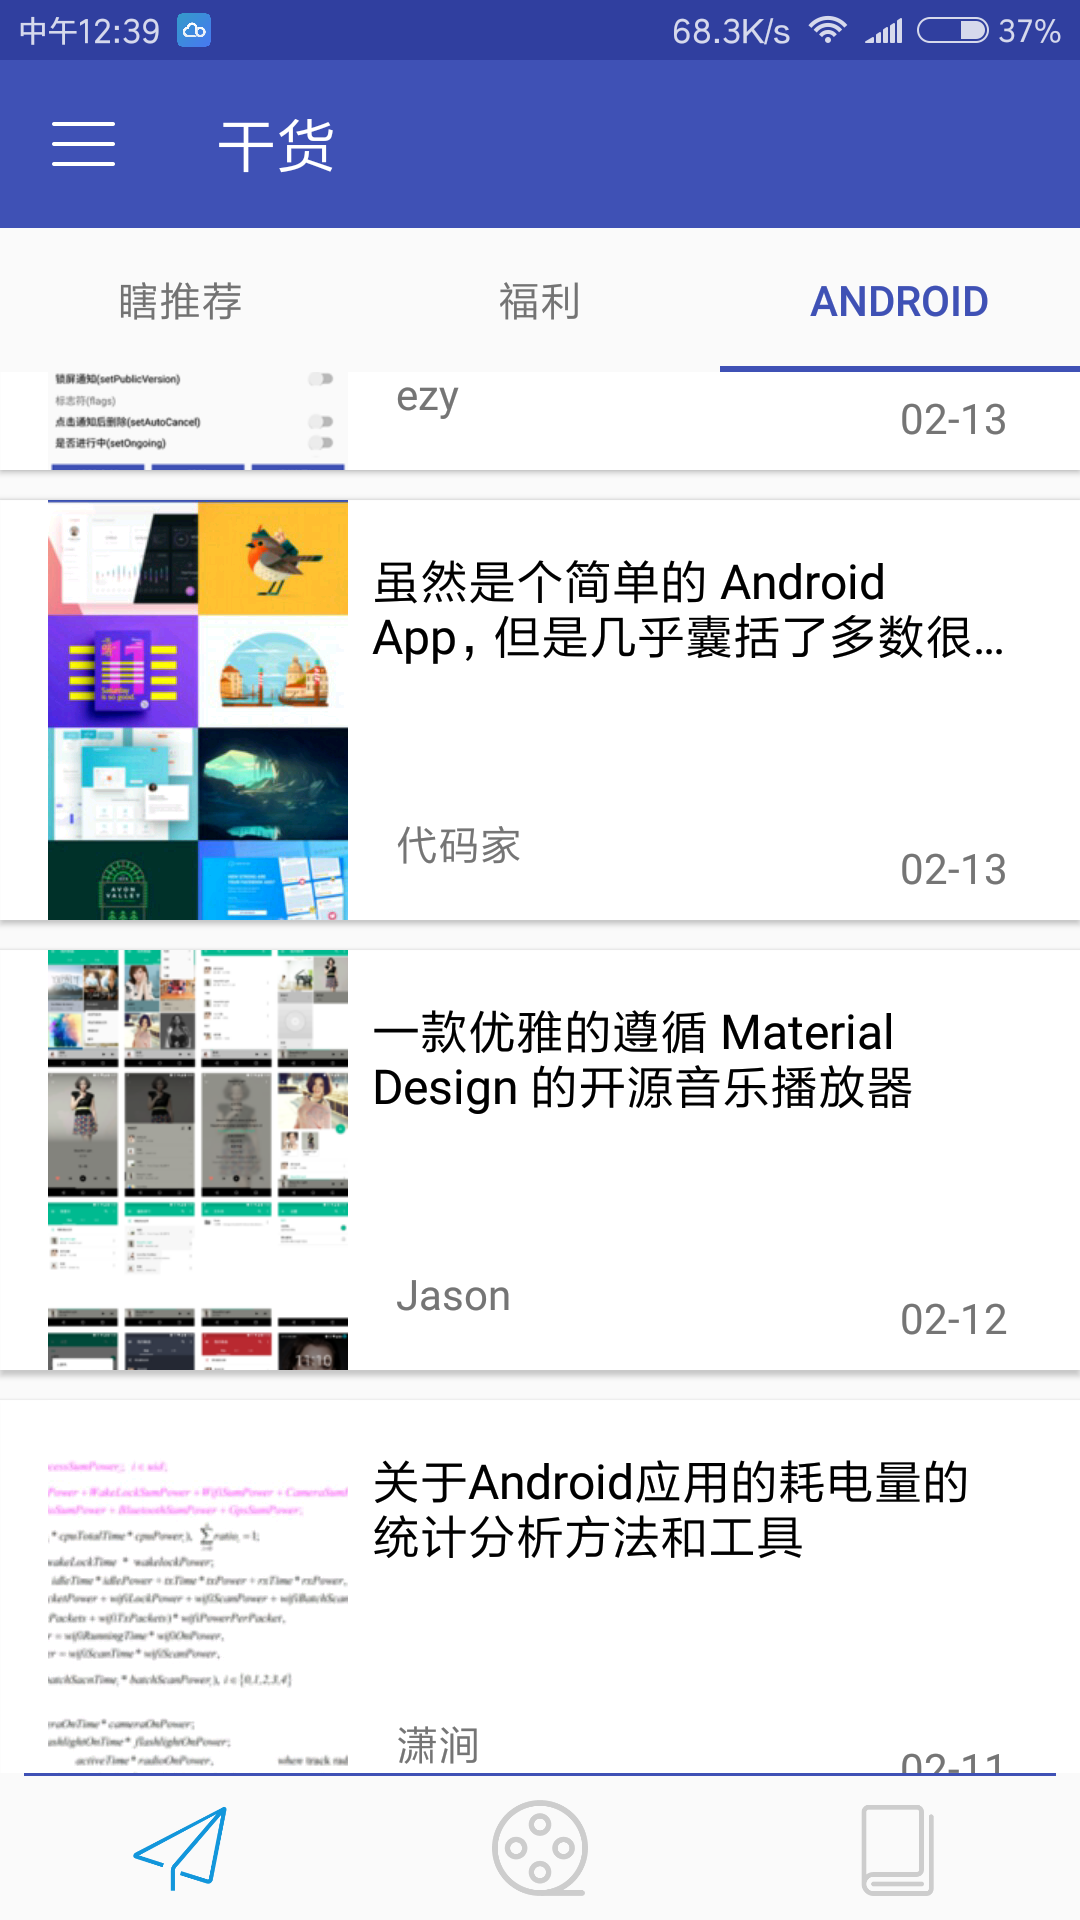 中午12:39
68.3K/s
37%
干货
瞎推荐
福利
ANDROID
锁屏通知(setPublicVersion)
标志符(flags)
点击通知后删除(setAutoCancel)
是否进行中(setOngoing)
ezy
02-13
虽然是个简单的 Android
App，但是几乎囊括了多数很...
代码家
02-13
AVON
VALLEY
一款优雅的遵循 Material
Design 的开源音乐播放器
Jason
02-12
11:10
关于Android应用的耗电量的
统计分析方法和工具
潇涧
02-11